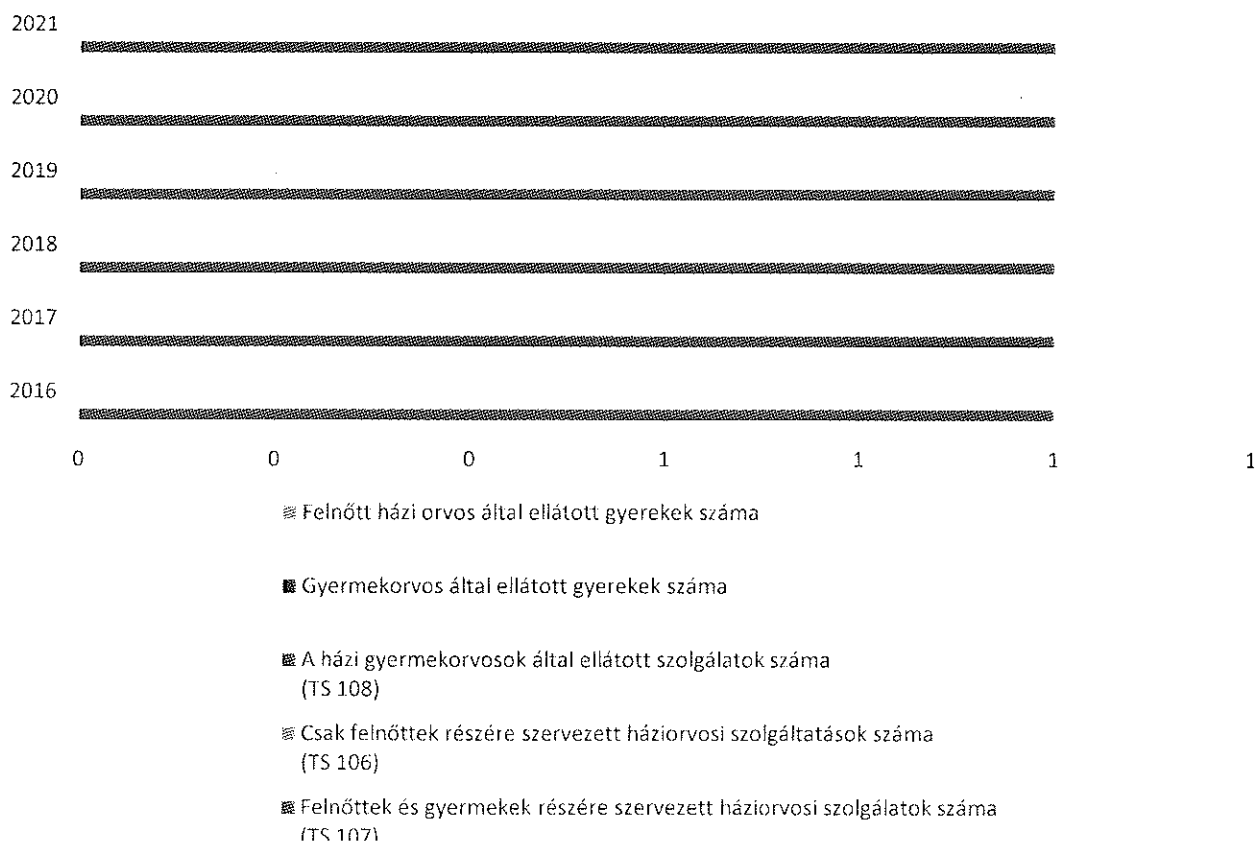 2021
2020
2019
2018
2017
2016
0 0 0 1 1 1 1
Felnőtt házi orvos által ellátott gyerekek száma
Gyermekorvos által ellátott gyerekek száma
A házi gyermekorvosok által ellátott szolgálatok száma
(TS 108)
Csak felnőttek részére szervezett háziorvosi szolgáltatások száma
(TS 106)
Felnőttek és gyermekek részére szervezett háziorvosi szolgálatok száma
(TS 107)